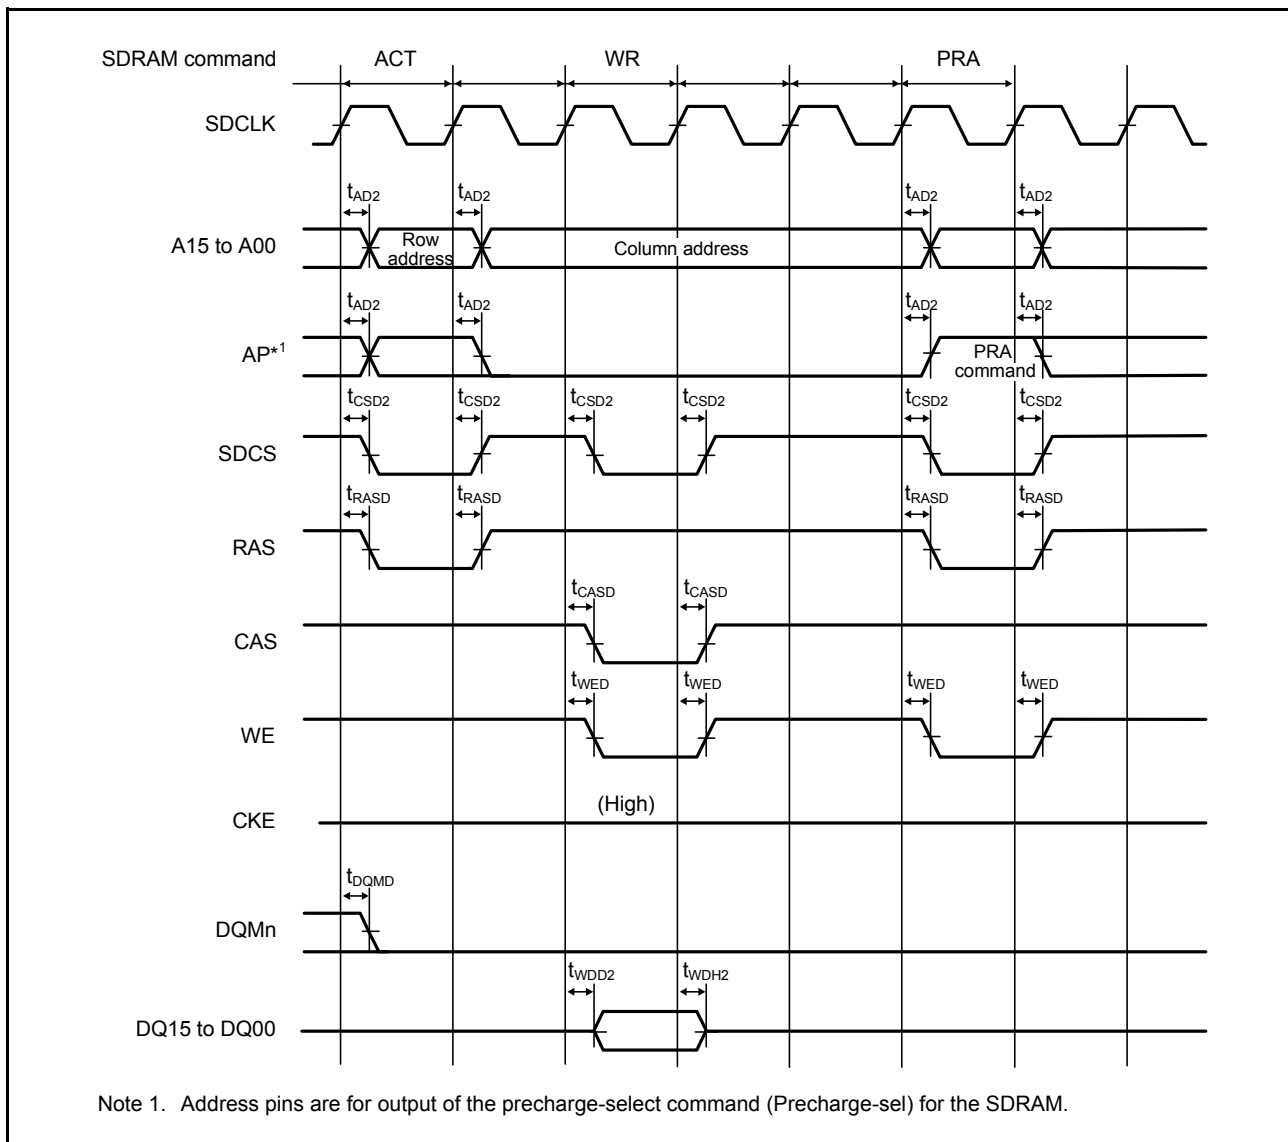 SDRAM command ACT WR PRA
SDCLK
tAD2 tAD2 tAD2 tAD2
A15 to A00 Row address Column address
tAD2 tAD2 tAD2 tAD2
AP*1 PRA command
tCSD2 tCSD2 tCSD2 tCSD2 tCSD2 tCSD2
SDCS
tRASD tRASD tRASD tRASD
RAS
tCASD tCASD
CAS
tWED tWED tWED tWED
WE
(High)
CKE
tDQMD
DQMn
tWDD2 tWDH2
DQ15 to DQ00
Note 1. Address pins are for output of the precharge-select command (Precharge-sel) for the SDRAM.